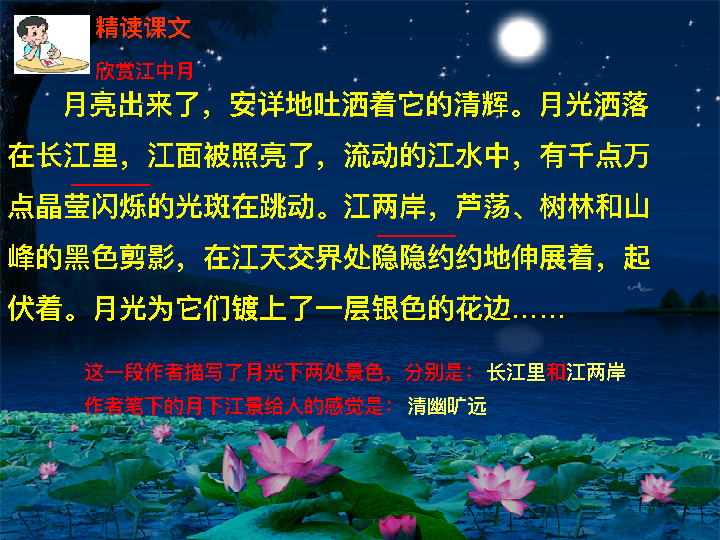 精读课文
欣赏江中月
月亮出来了，安详地吐洒着它的清辉。月光洒落
在长江里，江面被照亮了，流动的江水中，有千点万
点晶莹闪烁的光斑在跳动。江两岸，芦荡、树林和山
峰的黑色剪影，在江天交界处隐隐约约地伸展着，起
伏着。月光为它们镀上了一层银色的花边……
这一段作者描写了月光下两处景色，分别是：长江里和江两岸
作者笔下的月下江景给人的感觉是：清幽旷远